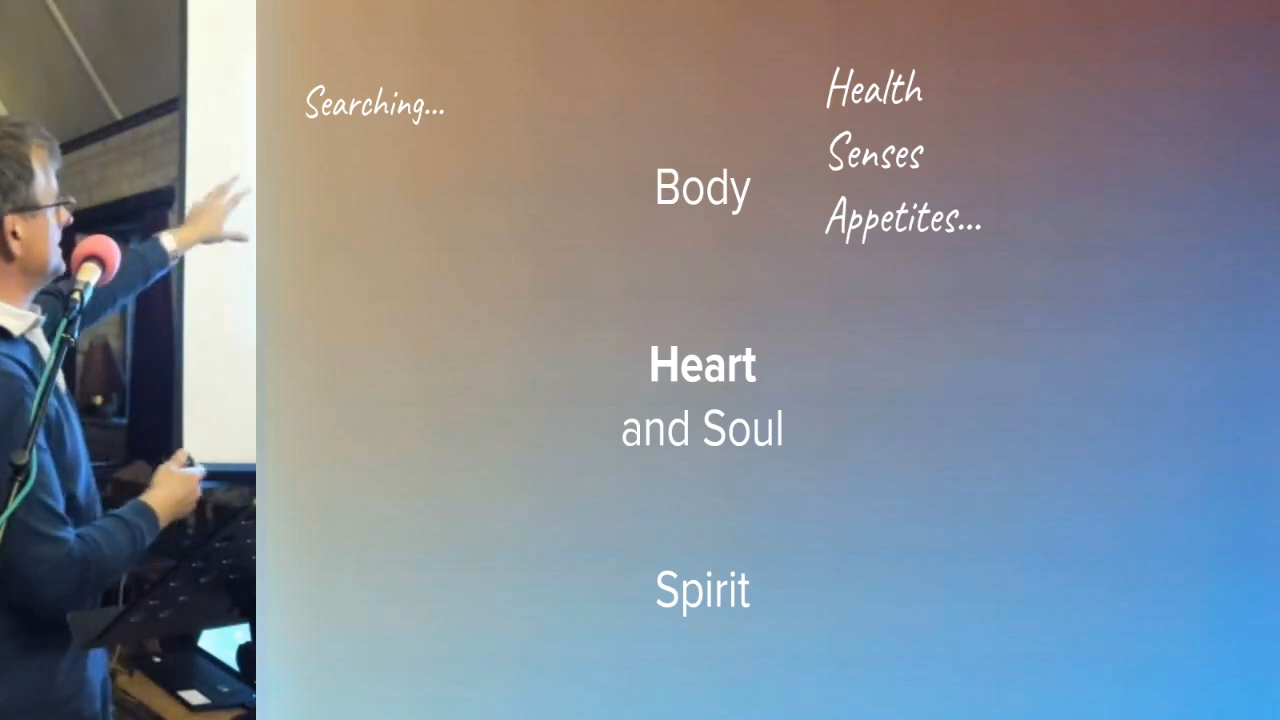 Searching...
Health
Senses
Appetites...
Body
Heart
and Soul
Spirit